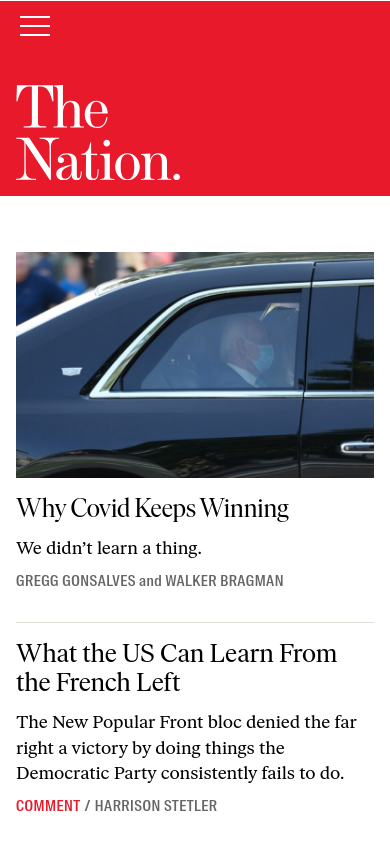 The
Nation.
Why Covid Keeps Winning
We didn’t learn a thing.
GREGG GONSALVES and WALKER BRAGMAN
What the US Can Learn From
the French Left
The New Popular Front bloc denied the far
right a victory by doing things the
Democratic Party consistently fails to do.
COMMENT / HARRISON STETLER